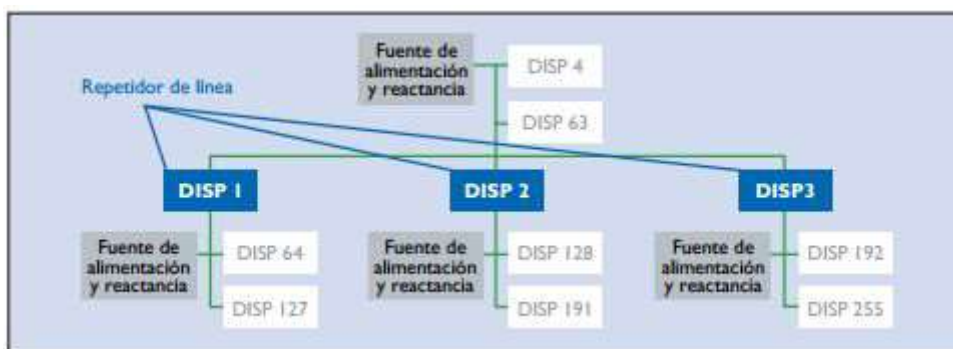 Fuente de
alimentación
y reactancia
DISP 4
Repetidor de línea
DISP 63
DISP 1
DISP 2
DISP3
Fuente de
alimentación
y reactancia
DISP 64
DISP 127
Fuente de
alimentación
y reactancia
DISP 128
DISP 191
Fuente de
alimentación
y reactancia
DISP 192
DISP 255